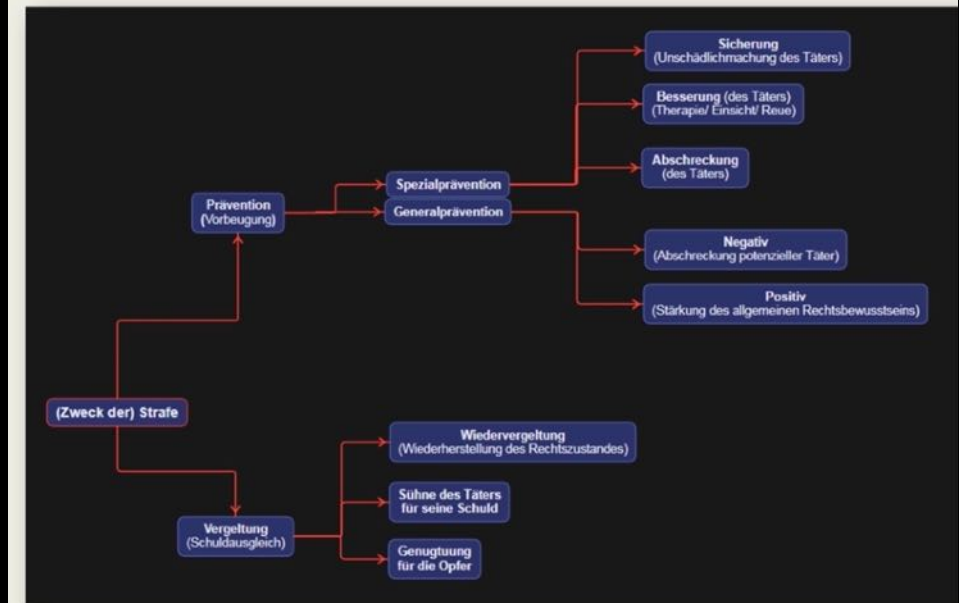 Sicherung
(Unschädlichmachung des Täters)
Besserung (des Täters)
(Therapie/ Einsicht/ Reue)
Abschreckung
(des Täters)
Spezialprävention
Prävention
(Vorbeugung)
Generalprävention
Negativ
(Abschreckung potenzieller Täter)
Positiv
(Stärkung des allgemeinen Rechtsbewusstseins)
(Zweck der) Strafe
Wiedervergeltung
(Wiederherstellung des Rechtszustandes)
Sühne des Täters
für seine Schuld
Vergeltung
(Schuldausgleich)
Genugtuung
für die Opfer